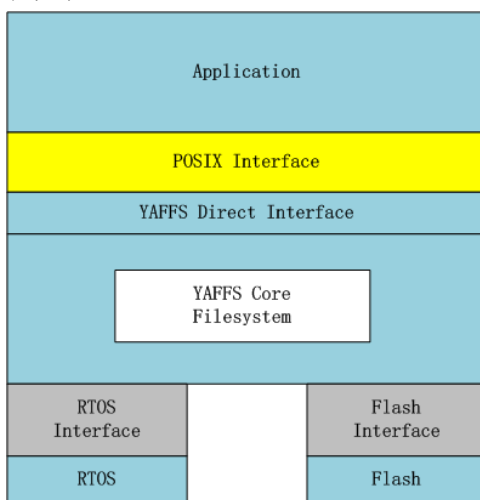 Application
POSIX Interface
YAFFS Direct Interface
YAFFS Core
Filesystem
RTOS
Interface
Flash
Interface
RTOS
Flash